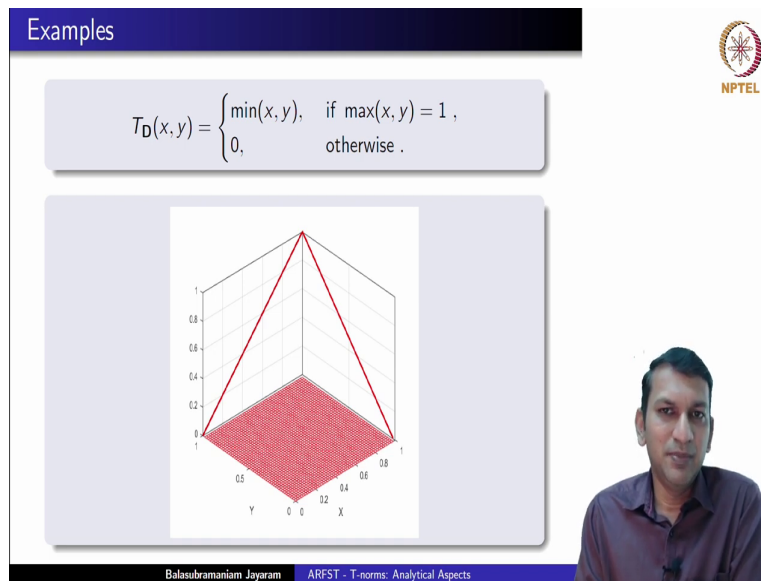 Examples
NPTEL
T_D(x, y) = { min(x, y), if max(x, y) = 1 ,
0, otherwise .
1
0.8
0.6
0.4
0.2
0
1
0.5
0
Y
0
0.2
0.4
0.6
0.8
1
X
Balasubramaniam Jayaram ARFST - T-norms: Analytical Aspects